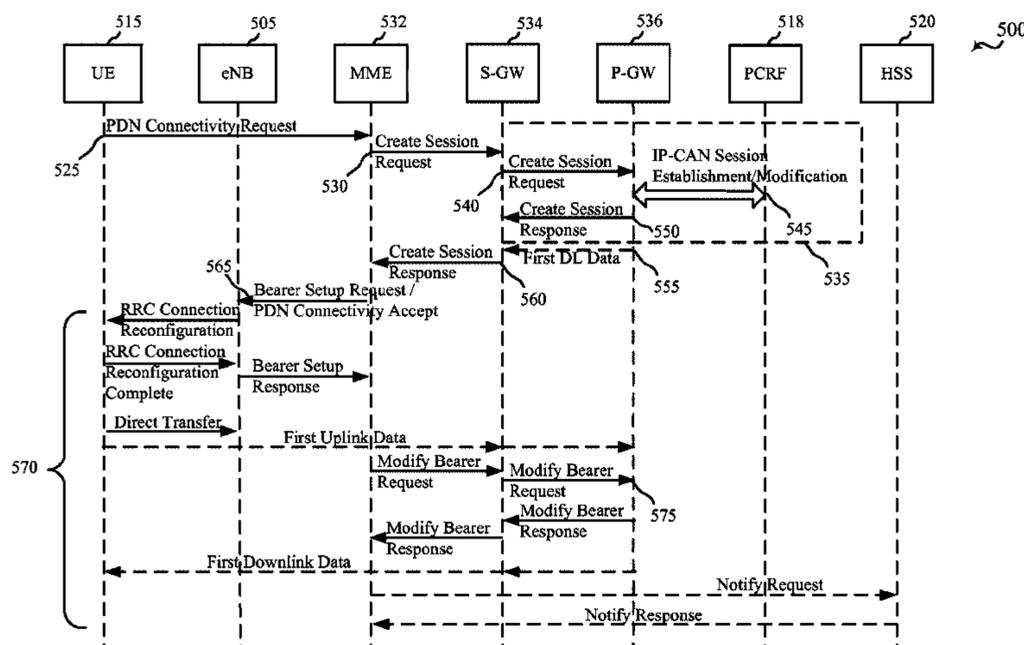 515
505
532
534
536
518
520
500
UE
eNB
MME
S-GW
P-GW
PCRF
HSS
PDN Connectivity Request
525
Create Session
Request
530
Create Session
Request
540
IP-CAN Session
Establishment/Modification
545
Create Session
Response
550
535
First DL Data
555
Create Session
Response
560
565
Bearer Setup Request /
PDN Connectivity Accept
RRC Connection
Reconfiguration
RRC Connection
Reconfiguration
Complete
Bearer Setup
Response
Direct Transfer
First Uplink Data
570
Modify Bearer
Request
Modify Bearer
Request
575
Modify Bearer
Response
Modify Bearer
Response
First Downlink Data
Notify Request
Notify Response